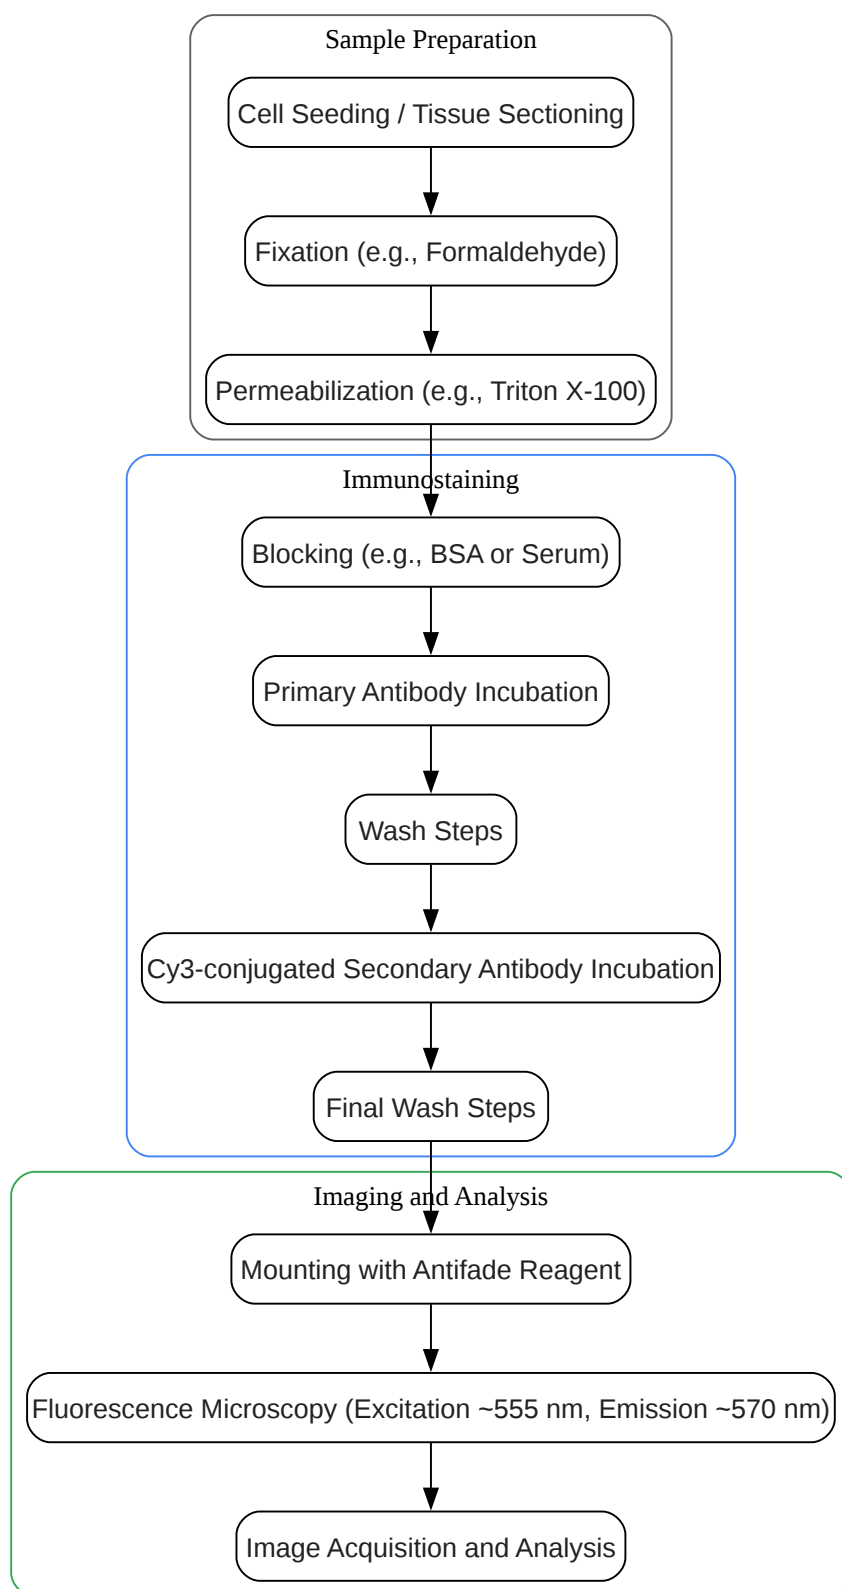 Sample Preparation
Cell Seeding / Tissue Sectioning
Fixation (e.g., Formaldehyde)
Permeabilization (e.g., Triton X-100)
Immunostaining
Blocking (e.g., BSA or Serum)
Primary Antibody Incubation
Wash Steps
Cy3-conjugated Secondary Antibody Incubation
Final Wash Steps
Imaging and Analysis
Mounting with Antifade Reagent
Fluorescence Microscopy (Excitation ~555 nm, Emission ~570 nm)
Image Acquisition and Analysis